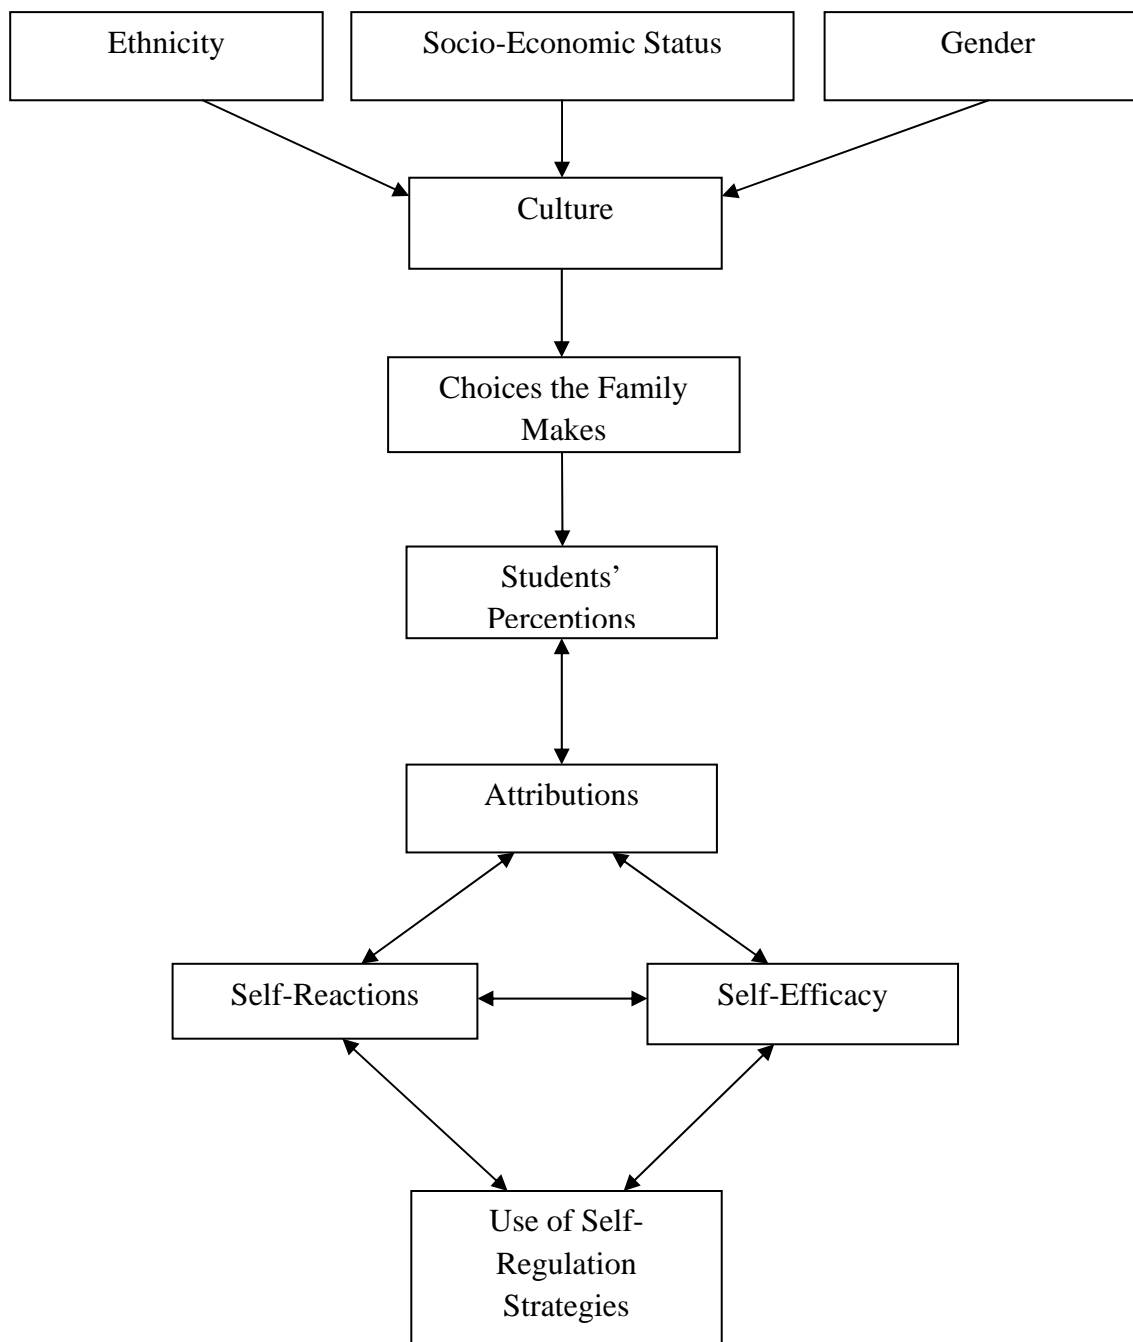 Ethnicity
Socio-Economic Status
Gender
Culture
Choices the Family
Makes
Students’
Perceptions
Attributions
Self-Reactions
Self-Efficacy
Use of Self-
Regulation
Strategies